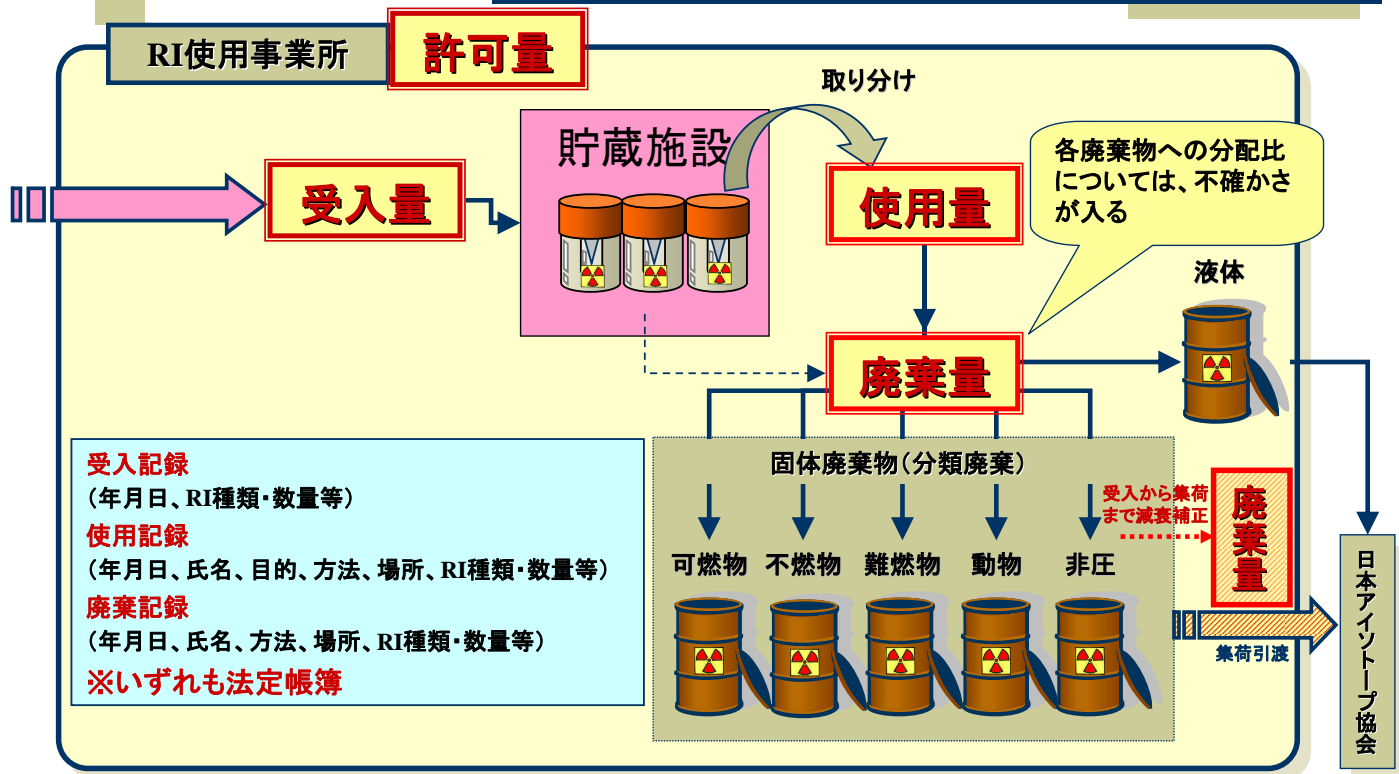 RI使用事業所
許可量
取り分け
貯蔵施設
受入量
使用量
各廃棄物への分配比
については、不確かさ
が入る
液体
廃棄量
固体廃棄物(分類廃棄)
受入から集荷
まで減衰補正
廃棄量
可燃物
不燃物
難燃物
動物
非圧
集荷引渡
日本アイソトープ協会
受入記録
(年月日、RI種類・数量等)
使用記録
(年月日、氏名、目的、方法、場所、RI種類・数量等)
廃棄記録
(年月日、氏名、方法、場所、RI種類・数量等)
※いずれも法定帳簿